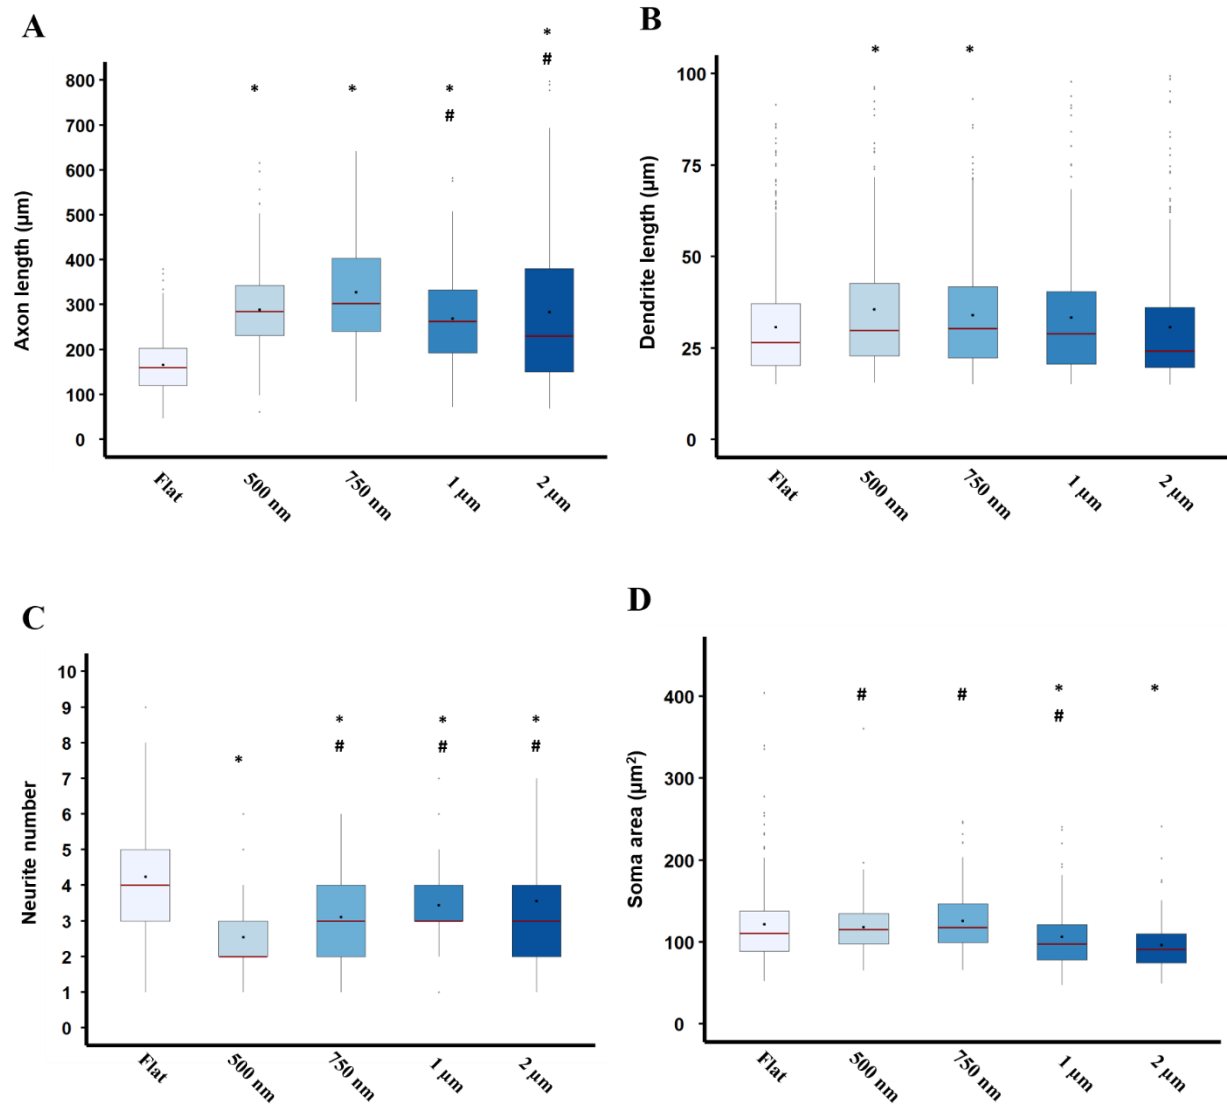 A
*
#
*
*
*
#
800
700
600
500
400
300
200
100
0
Axon length (µm)
Flat
500 nm
750 nm
1 µm
2 µm
B
*
*
100
75
50
25
0
Dendrite length (µm)
Flat
500 nm
750 nm
1 µm
2 µm
C
*
*
*
#
#
#
*
10
9
8
7
6
5
4
3
2
1
0
Neurite number
Flat
500 nm
750 nm
1 µm
2 µm
D
#
#
*
*
#
400
300
200
100
0
Soma area (µm²)
Flat
500 nm
750 nm
1 µm
2 µm